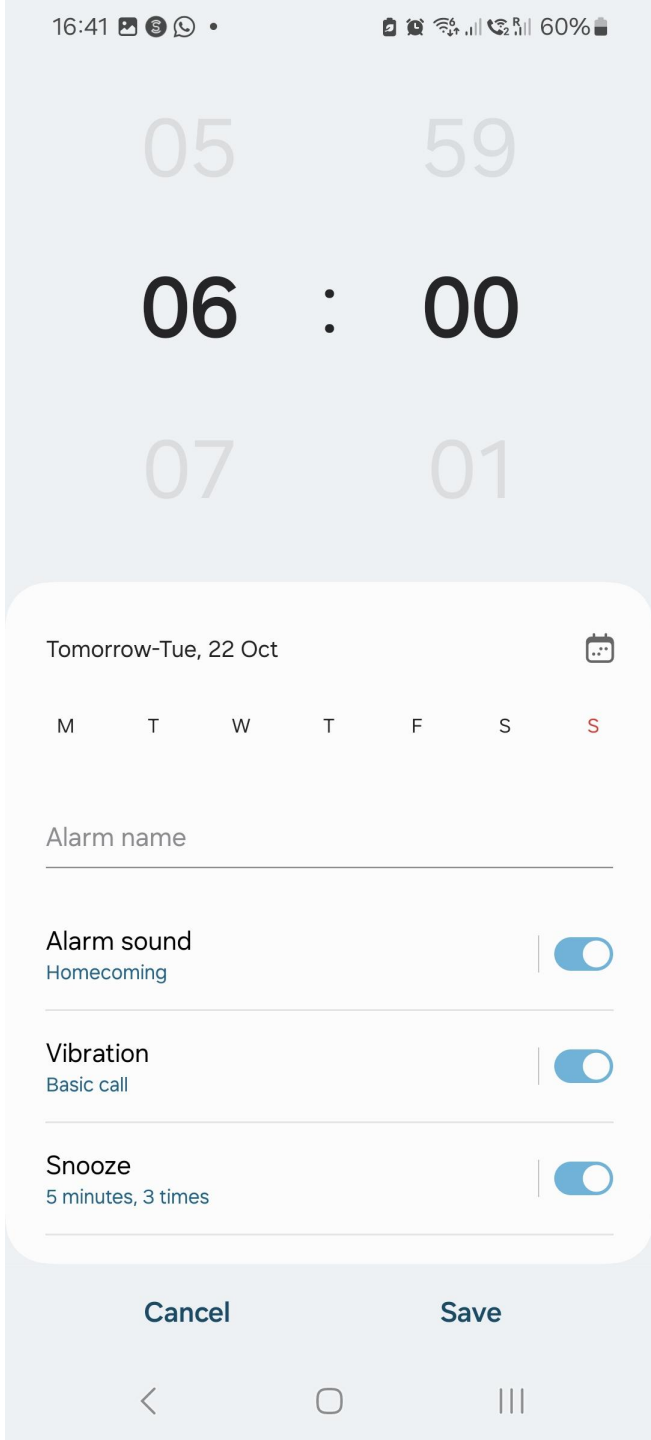 16:41 60%
05 59
06 : 00
07 01
Tomorrow-Tue, 22 Oct
M T W T F S S
Alarm name
Alarm sound
Homecoming
Vibration
Basic call
Snooze
5 minutes, 3 times
Cancel Save